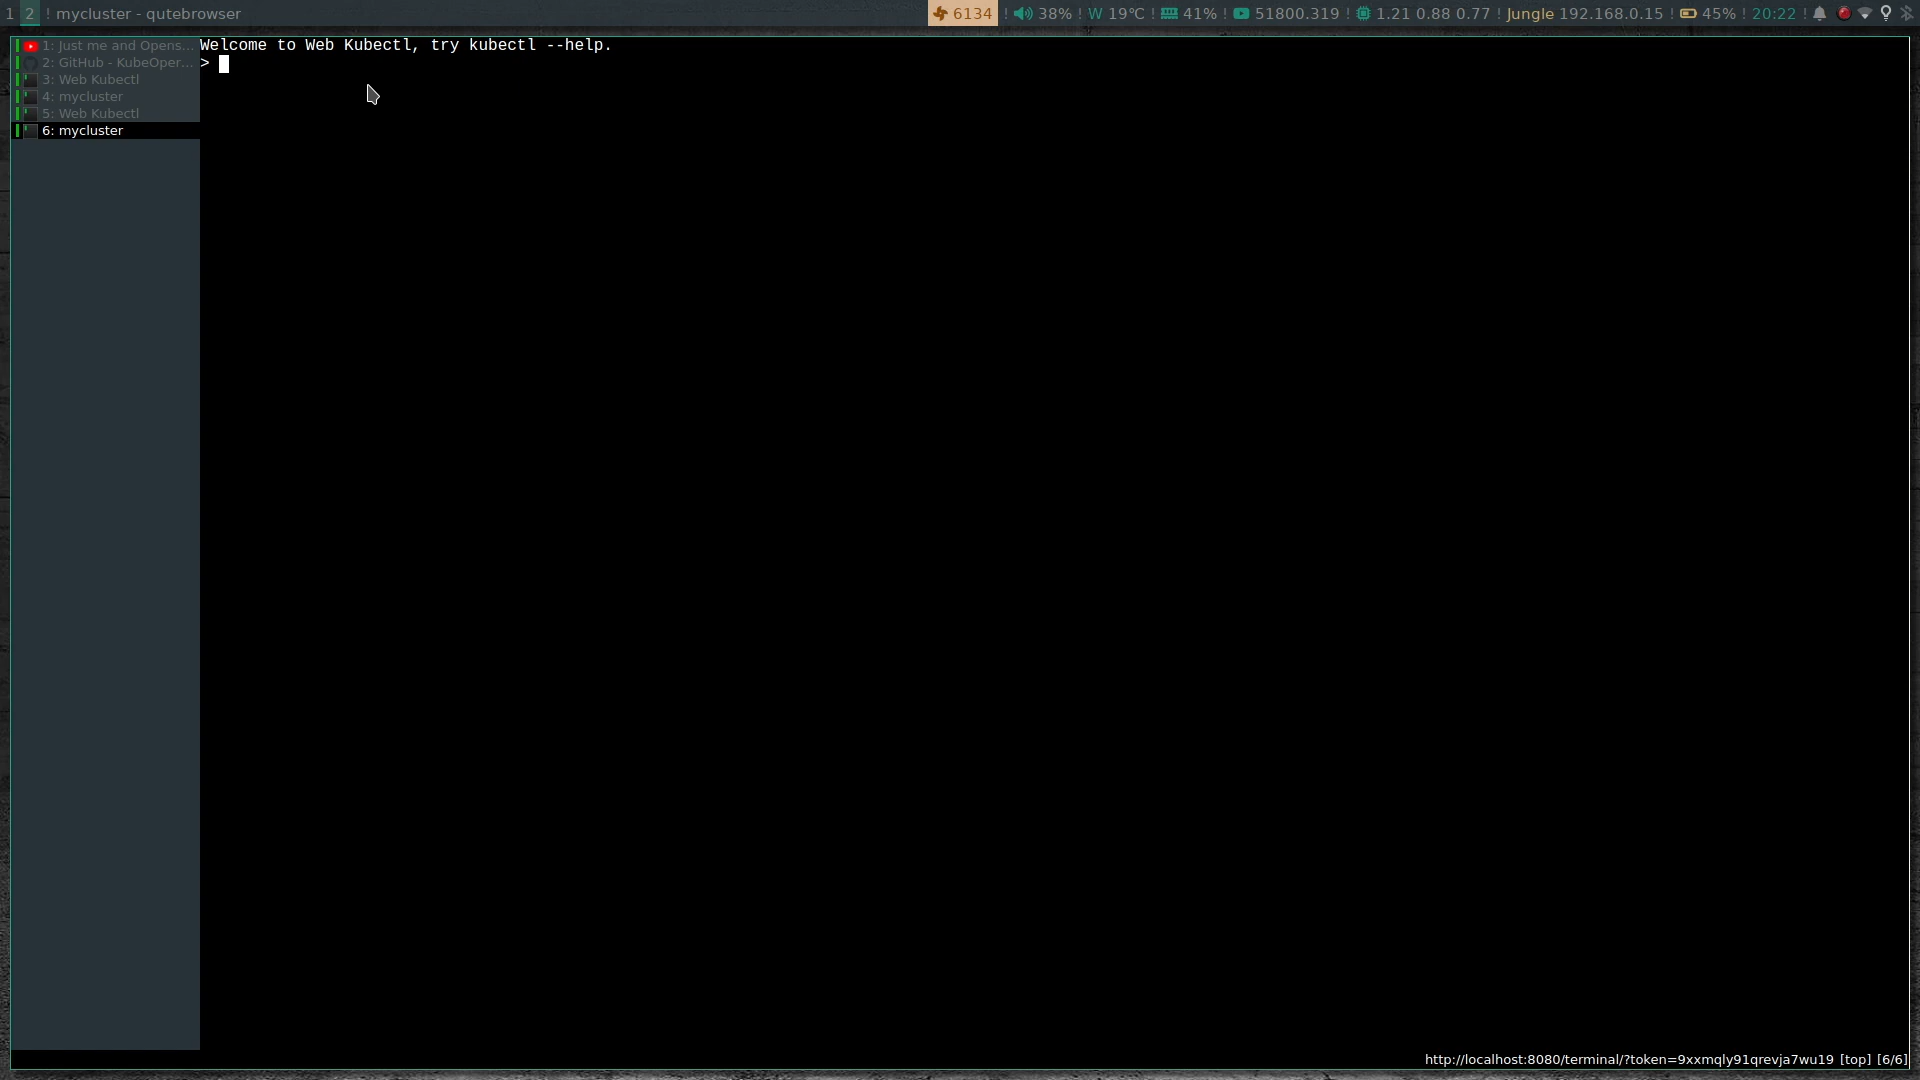 1 2 ! mycluster - qutebrowser 6134 ! 38% ! W 19℃ ! 41% ! 51800.319 ! 1.21 0.88 0.77 ! Jungle 192.168.0.15 ! 45% ! 20:22 !
1: Just me and Opens...
2: GitHub - KubeOper...
3: Web Kubectl
4: mycluster
5: Web Kubectl
6: mycluster
Welcome to Web Kubectl, try kubectl --help.
>
http://localhost:8080/terminal/?token=9xxmqly91qrevja7wu19 [top] [6/6]